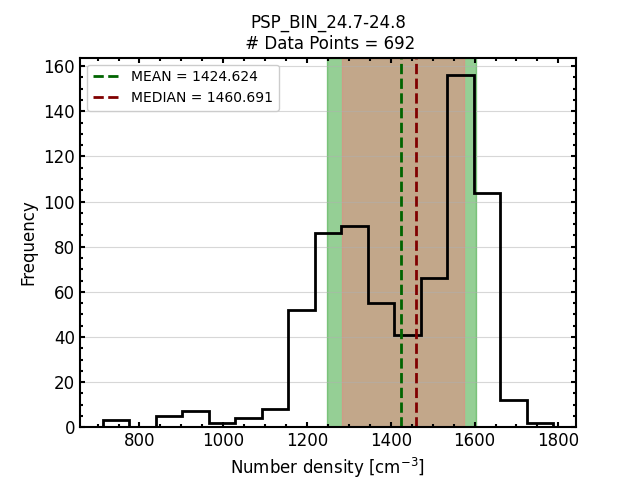 PSP_BIN_24.7-24.8
# Data Points = 692
MEAN = 1424.624
MEDIAN = 1460.691
160
140
120
100
80
60
40
20
0
Frequency
800 1000 1200 1400 1600 1800
Number density [cm⁻³]